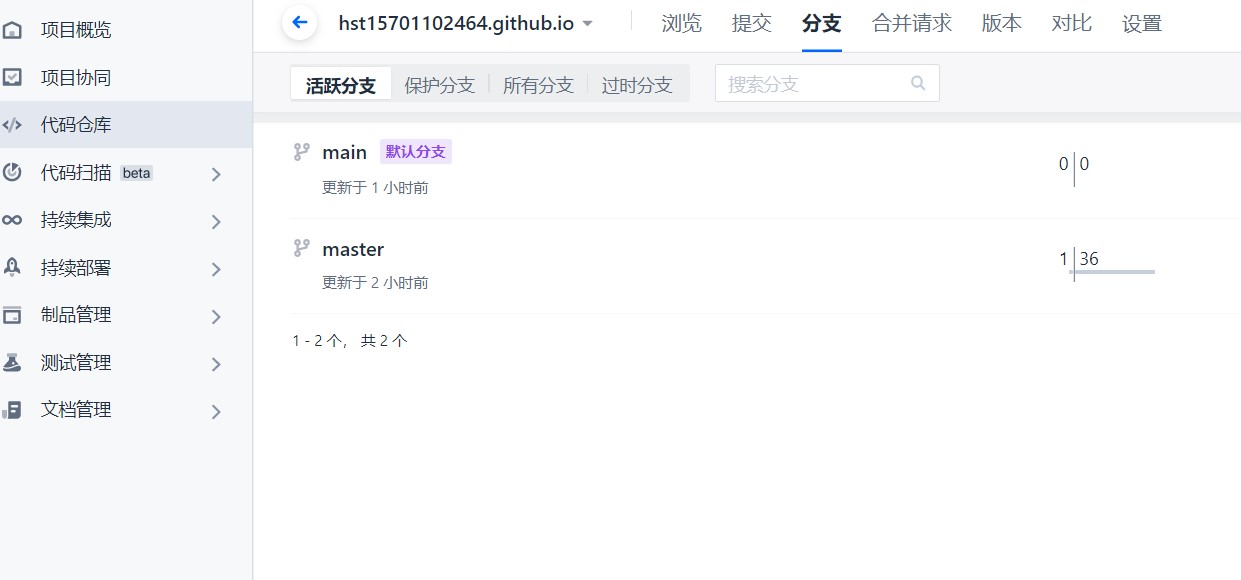 项目概览
项目协同
代码仓库
代码扫描 beta
持续集成
持续部署
制品管理
测试管理
文档管理
hst15701102464.github.io 浏览 提交 分支 合并请求 版本 对比 设置
活跃分支 保护分支 所有分支 过时分支 搜索分支
main 默认分支 0 0
更新于 1 小时前
master 1 36
更新于 2 小时前
1 - 2 个， 共 2 个